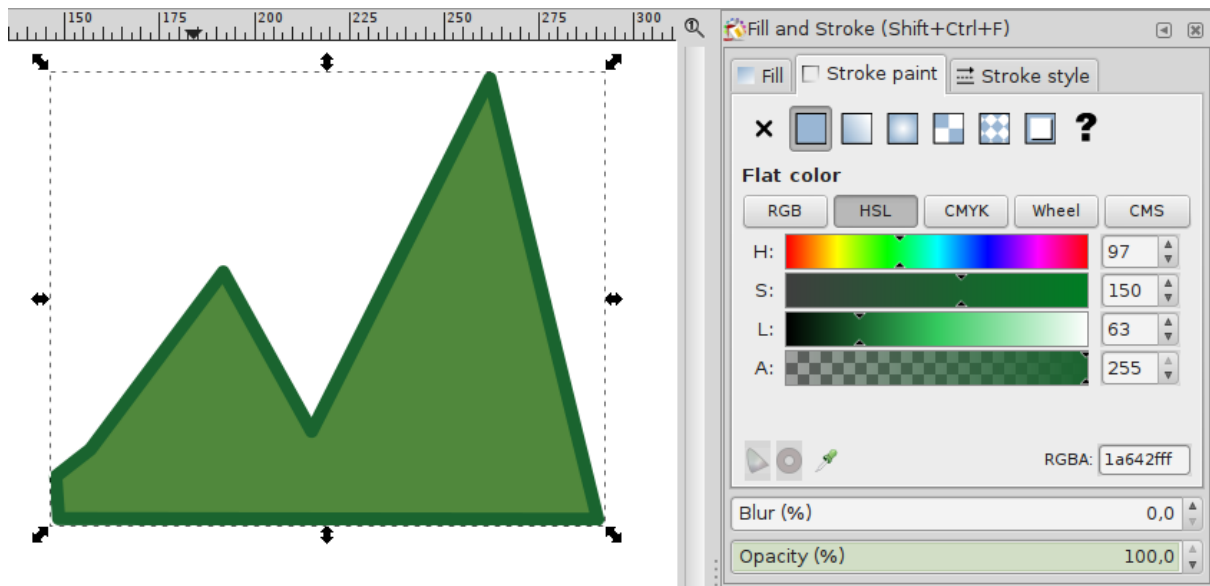 150 175 200 225 250 275 300
Fill and Stroke (Shift+Ctrl+F)
Fill Stroke paint Stroke style
?
Flat color
RGB HSL CMYK Wheel CMS
H: 97
S: 150
L: 63
A: 255
RGBA: 1a642fff
Blur (%) 0,0
Opacity (%) 100,0